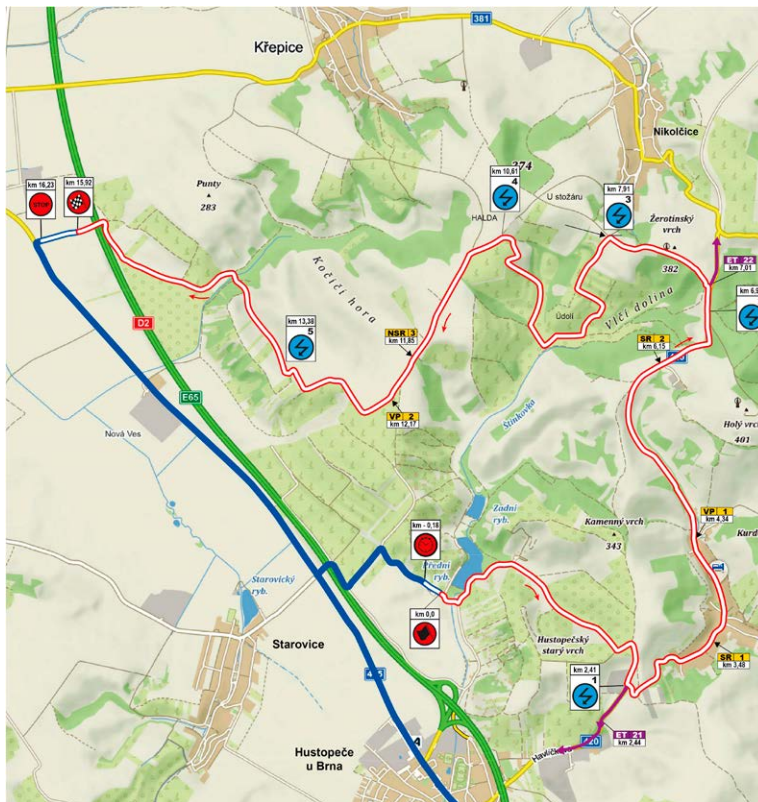 381
Křepice
Nikolčice
274
km 10,61
4
km 7,91
3
U stožáru
HALDA
Žerotínský
vrch
382
Punty
283
km 16,23
STOP
km 15,92
ET 22
km 7,01
Kočičí hora
Vlčí dolina
Údolí
D2
km 13,38
5
NSR 3
km 11,85
SR 2
km 6,15
E65
VP 2
km 12,17
Štinkovka
Nová Ves
Holý
401
VP 1
km 4,34
Zadní
ryb.
Kamenný vrch
343
km - 0,18
Přední
ryb.
Starovický
ryb.
km 0,0
Starovice
Hustopečský
starý vrch
SR 1
km 3,48
km 2,41
1
ET 21
km 2,44
420
Hustopeče
u Brna